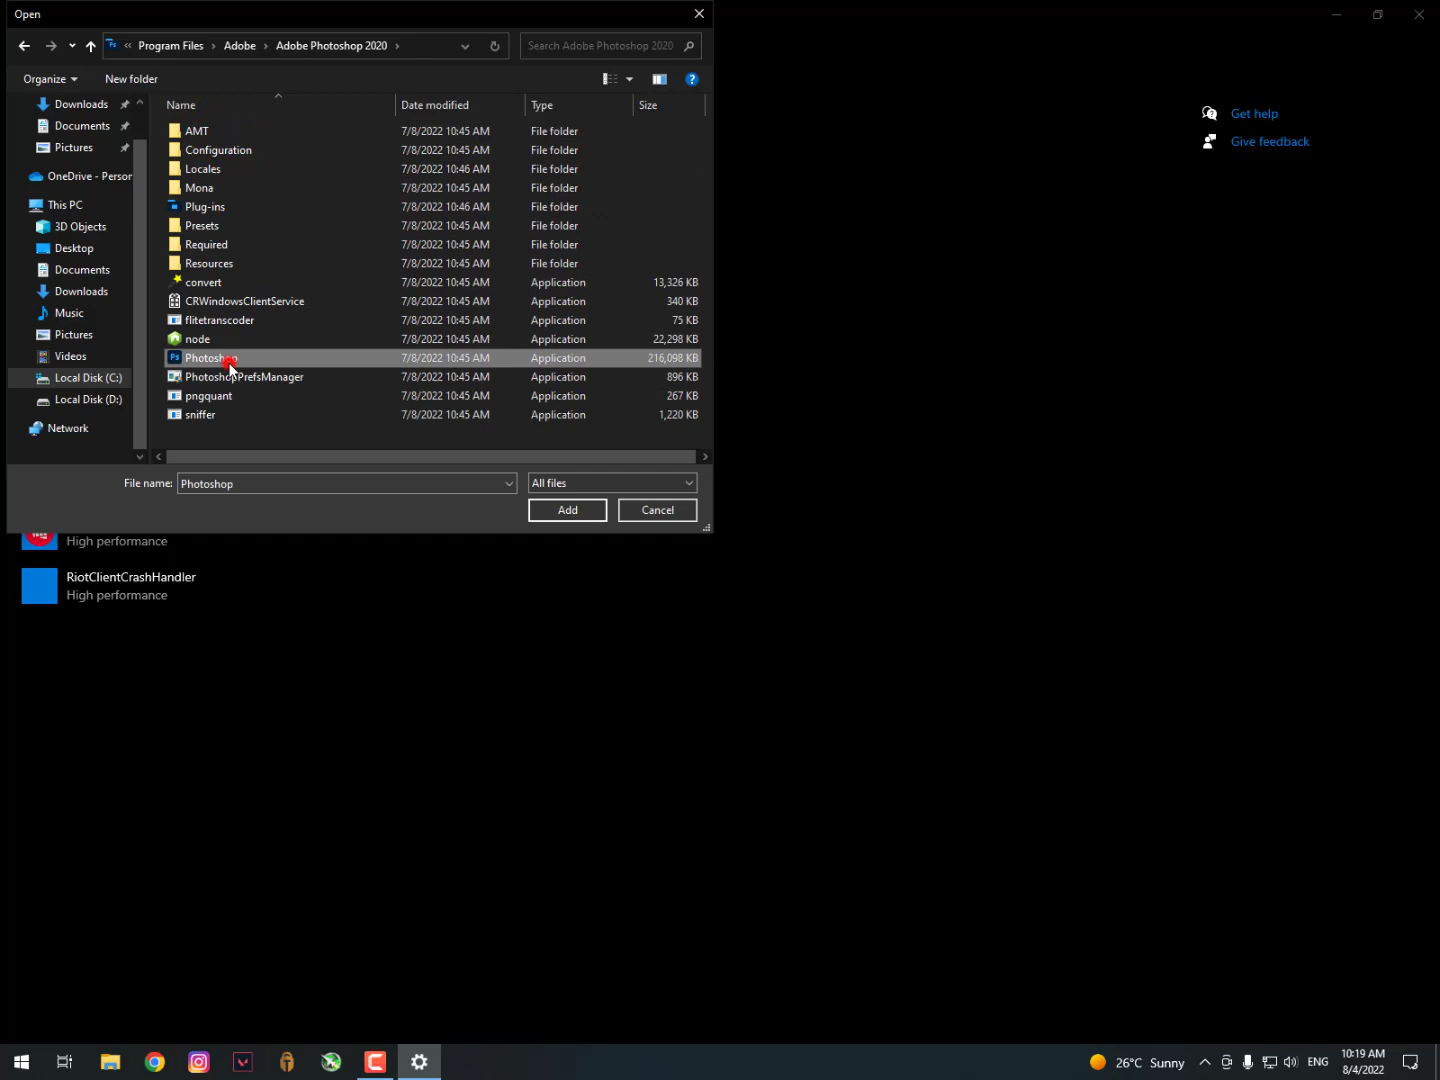 Open
« Program Files › Adobe › Adobe Photoshop 2020 ›
Search Adobe Photoshop 2020
Organize
New folder
Downloads
Documents
Pictures
OneDrive - Person
This PC
3D Objects
Desktop
Documents
Downloads
Music
Pictures
Videos
Local Disk (C:)
Local Disk (D:)
Network
Name Date modified Type Size
AMT 7/8/2022 10:45 AM File folder
Configuration 7/8/2022 10:45 AM File folder
Locales 7/8/2022 10:46 AM File folder
Mona 7/8/2022 10:45 AM File folder
Plug-ins 7/8/2022 10:46 AM File folder
Presets 7/8/2022 10:45 AM File folder
Required 7/8/2022 10:45 AM File folder
Resources 7/8/2022 10:45 AM File folder
convert 7/8/2022 10:45 AM Application 13,326 KB
CRWindowsClientService 7/8/2022 10:45 AM Application 340 KB
flitetranscoder 7/8/2022 10:45 AM Application 75 KB
node 7/8/2022 10:45 AM Application 22,298 KB
Ps Photoshop 7/8/2022 10:45 AM Application 216,098 KB
PhotoshopPrefsManager 7/8/2022 10:45 AM Application 896 KB
pngquant 7/8/2022 10:45 AM Application 267 KB
sniffer 7/8/2022 10:45 AM Application 1,220 KB
File name: Photoshop
All files
Add
Cancel
Get help
Give feedback
High performance
RiotClientCrashHandler
High performance
26°C Sunny
ENG
10:19 AM
8/4/2022